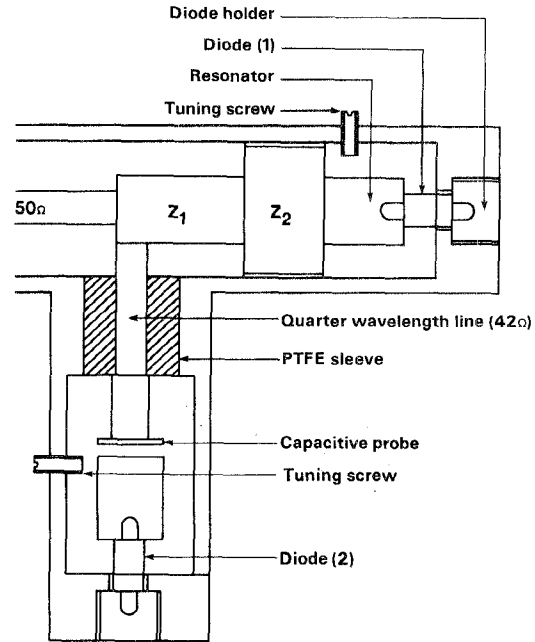 Diode holder
Diode (1)
Resonator
Tuning screw
50Ω
Z1
Z2
Quarter wavelength line (42Ω)
PTFE sleeve
Capacitive probe
Tuning screw
Diode (2)